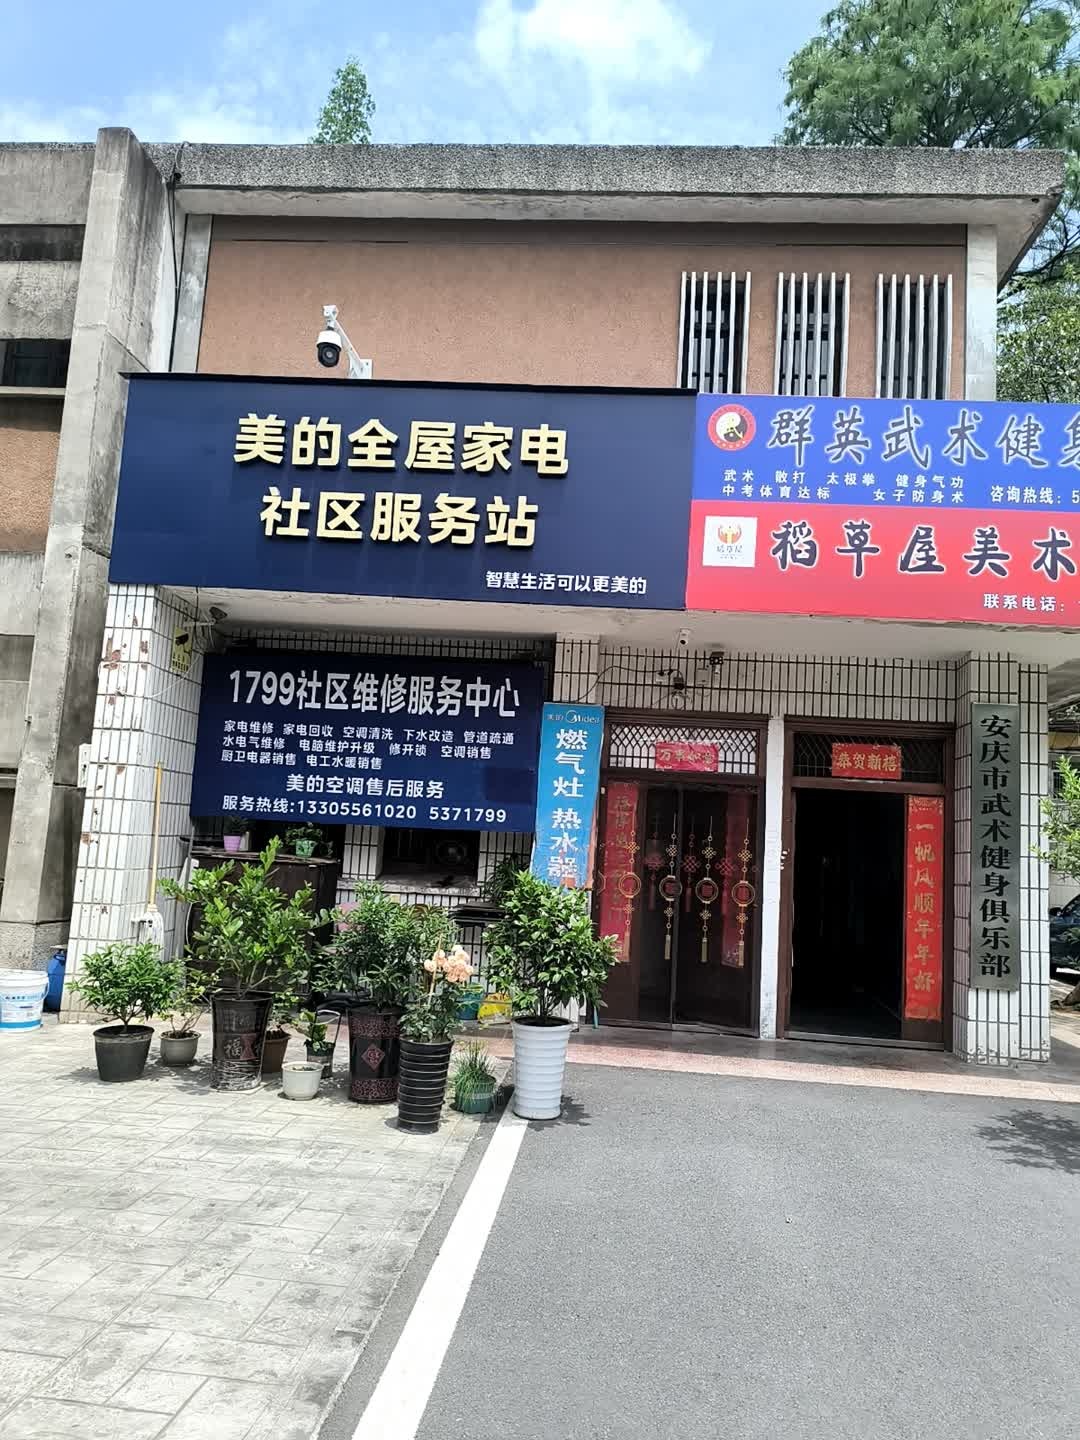 美的全屋家电
社区服务站
智慧生活可以更美的
群英武术健身
武术 散打 太极拳 健身气功
中考体育达标 女子防身术 咨询热线：5
稻草屋美术
联系电话：
1799社区维修服务中心
家电维修 家电回收 空调清洗 下水改造 管道疏通
水电气维修 电脑维护升级 修开锁 空调销售
厨卫电器销售 电工水暖销售
美的空调售后服务
服务热线:13305561020 5371799
美的 Midea
燃气灶 热水器
万事如意
恭贺新禧
一帆风顺年年好
安庆市武术健身俱乐部
福